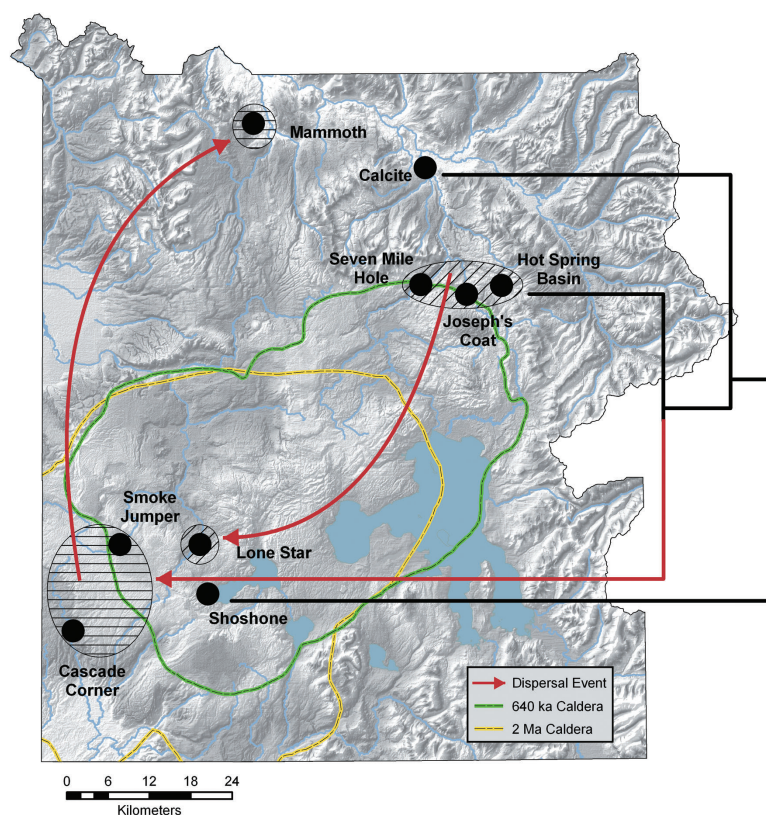 Mammoth
Calcite
Seven Mile
Hole
Hot Spring
Basin
Joseph's
Coat
Smoke
Jumper
Lone Star
Shoshone
Cascade
Corner
Dispersal Event
640 ka Caldera
2 Ma Caldera
0 6 12 18 24
Kilometers